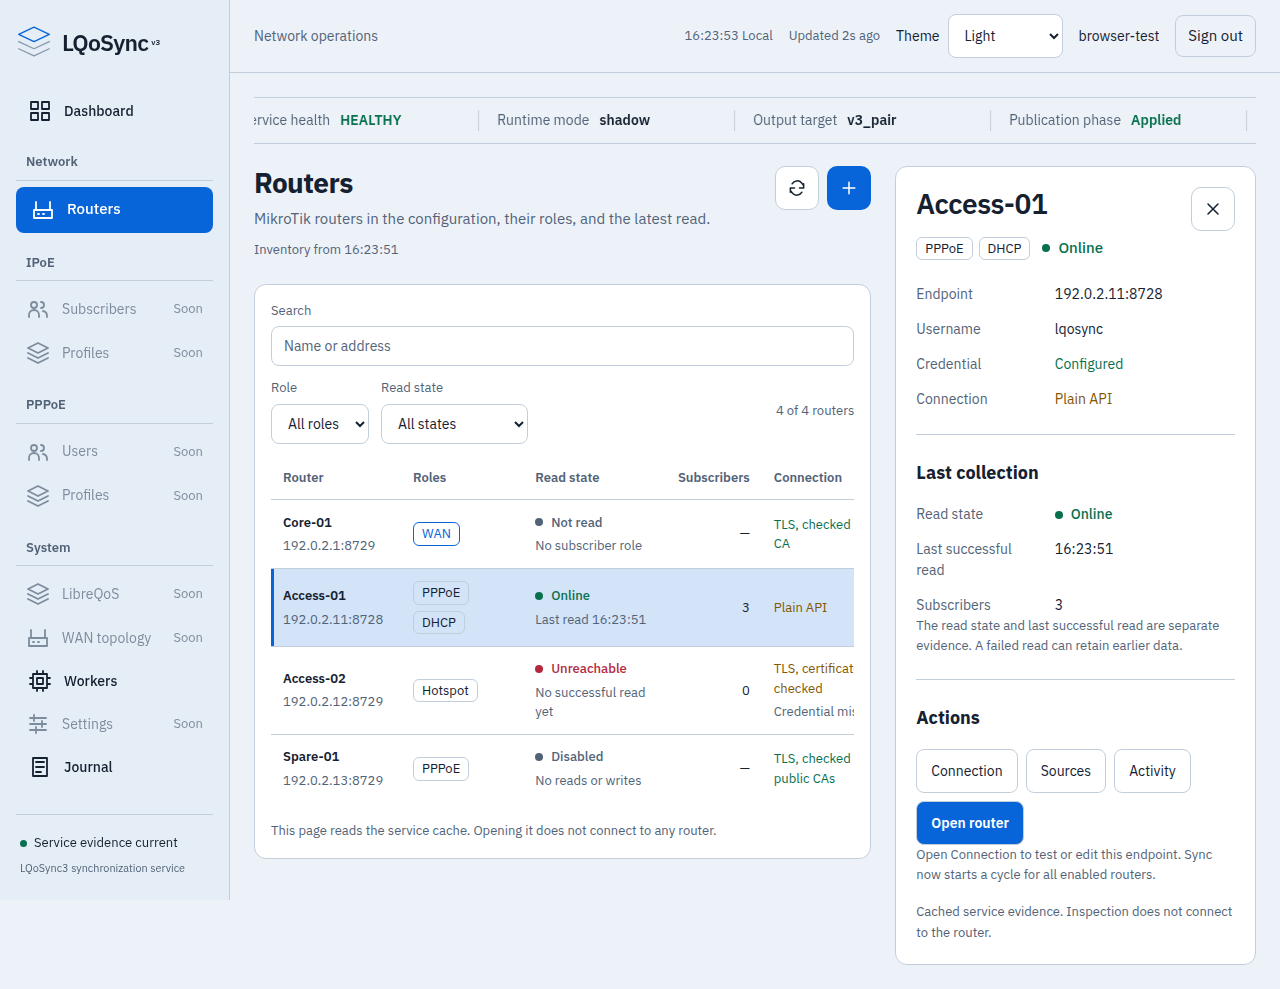 LQoSync v3
Network operations
16:23:53 Local
Updated 2s ago
Theme
Light
browser-test
Sign out
Dashboard
Network
Routers
IPoE
Subscribers Soon
Profiles Soon
PPPoE
Users Soon
Profiles Soon
System
LibreQoS Soon
WAN topology Soon
Workers
Settings Soon
Journal
Service evidence current
LQoSync3 synchronization service
ervice health HEALTHY
Runtime mode shadow
Output target v3_pair
Publication phase Applied
Routers
MikroTik routers in the configuration, their roles, and the latest read.
Inventory from 16:23:51
Search
Name or address
Role
Read state
All roles
All states
4 of 4 routers
Router Roles Read state Subscribers Connection
Core-01
192.0.2.1:8729
WAN
Not read
No subscriber role
—
TLS, checked
CA
Access-01
192.0.2.11:8728
PPPoE
DHCP
Online
Last read 16:23:51
3
Plain API
Access-02
192.0.2.12:8729
Hotspot
Unreachable
No successful read
yet
0
TLS, certificat
checked
Credential mis
Spare-01
192.0.2.13:8729
PPPoE
Disabled
No reads or writes
—
TLS, checked
public CAs
This page reads the service cache. Opening it does not connect to any router.
Access-01
PPPoE DHCP Online
Endpoint 192.0.2.11:8728
Username lqosync
Credential Configured
Connection Plain API
Last collection
Read state Online
Last successful
read
16:23:51
Subscribers 3
The read state and last successful read are separate
evidence. A failed read can retain earlier data.
Actions
Connection
Sources
Activity
Open router
Open Connection to test or edit this endpoint. Sync
now starts a cycle for all enabled routers.
Cached service evidence. Inspection does not connect
to the router.